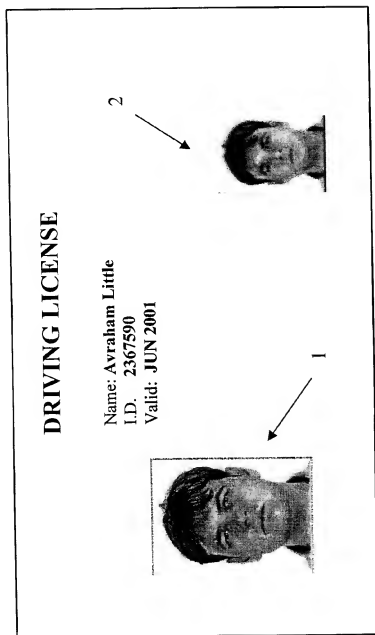 DRIVING LICENSE
Name: Avraham Little
I.D. 2367590
Valid: JUN 2001
2
1